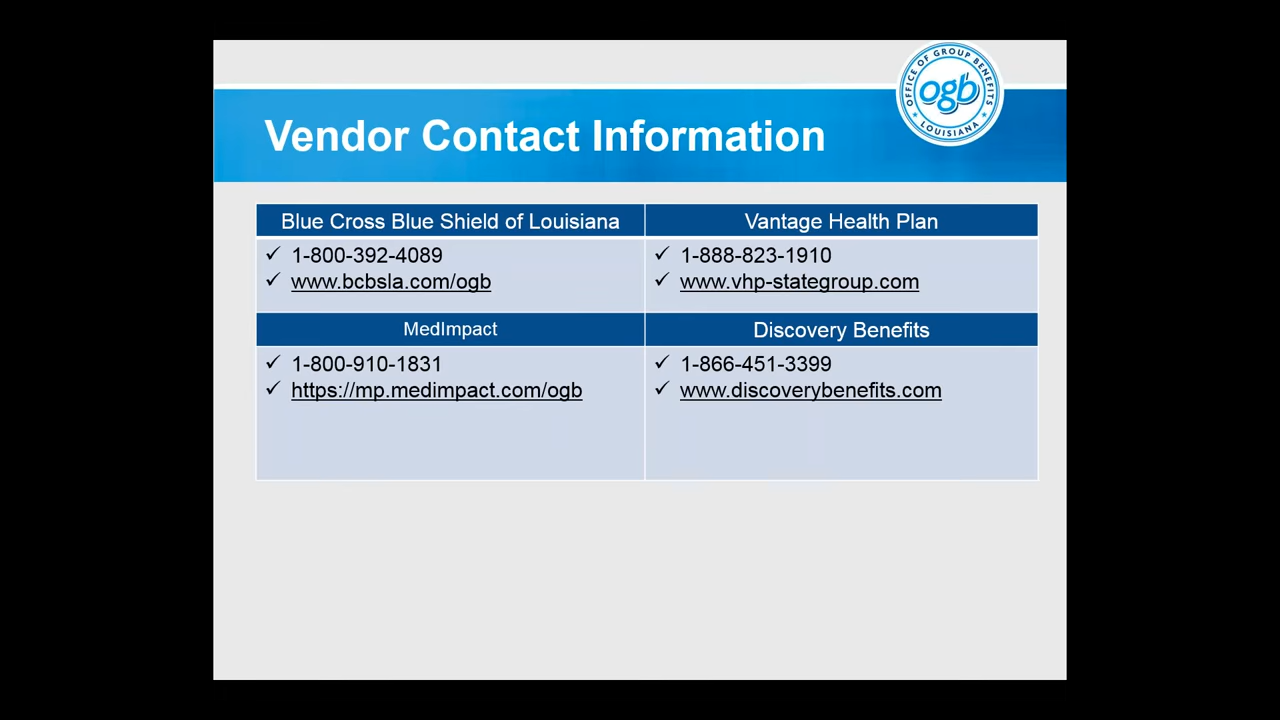 OFFICE OF GROUP BENEFITS
ogb
LOUISIANA
Vendor Contact Information
Blue Cross Blue Shield of Louisiana
✓ 1-800-392-4089
✓ www.bcbsla.com/ogb
Vantage Health Plan
✓ 1-888-823-1910
✓ www.vhp-stategroup.com
MedImpact
✓ 1-800-910-1831
✓ https://mp.medimpact.com/ogb
Discovery Benefits
✓ 1-866-451-3399
✓ www.discoverybenefits.com